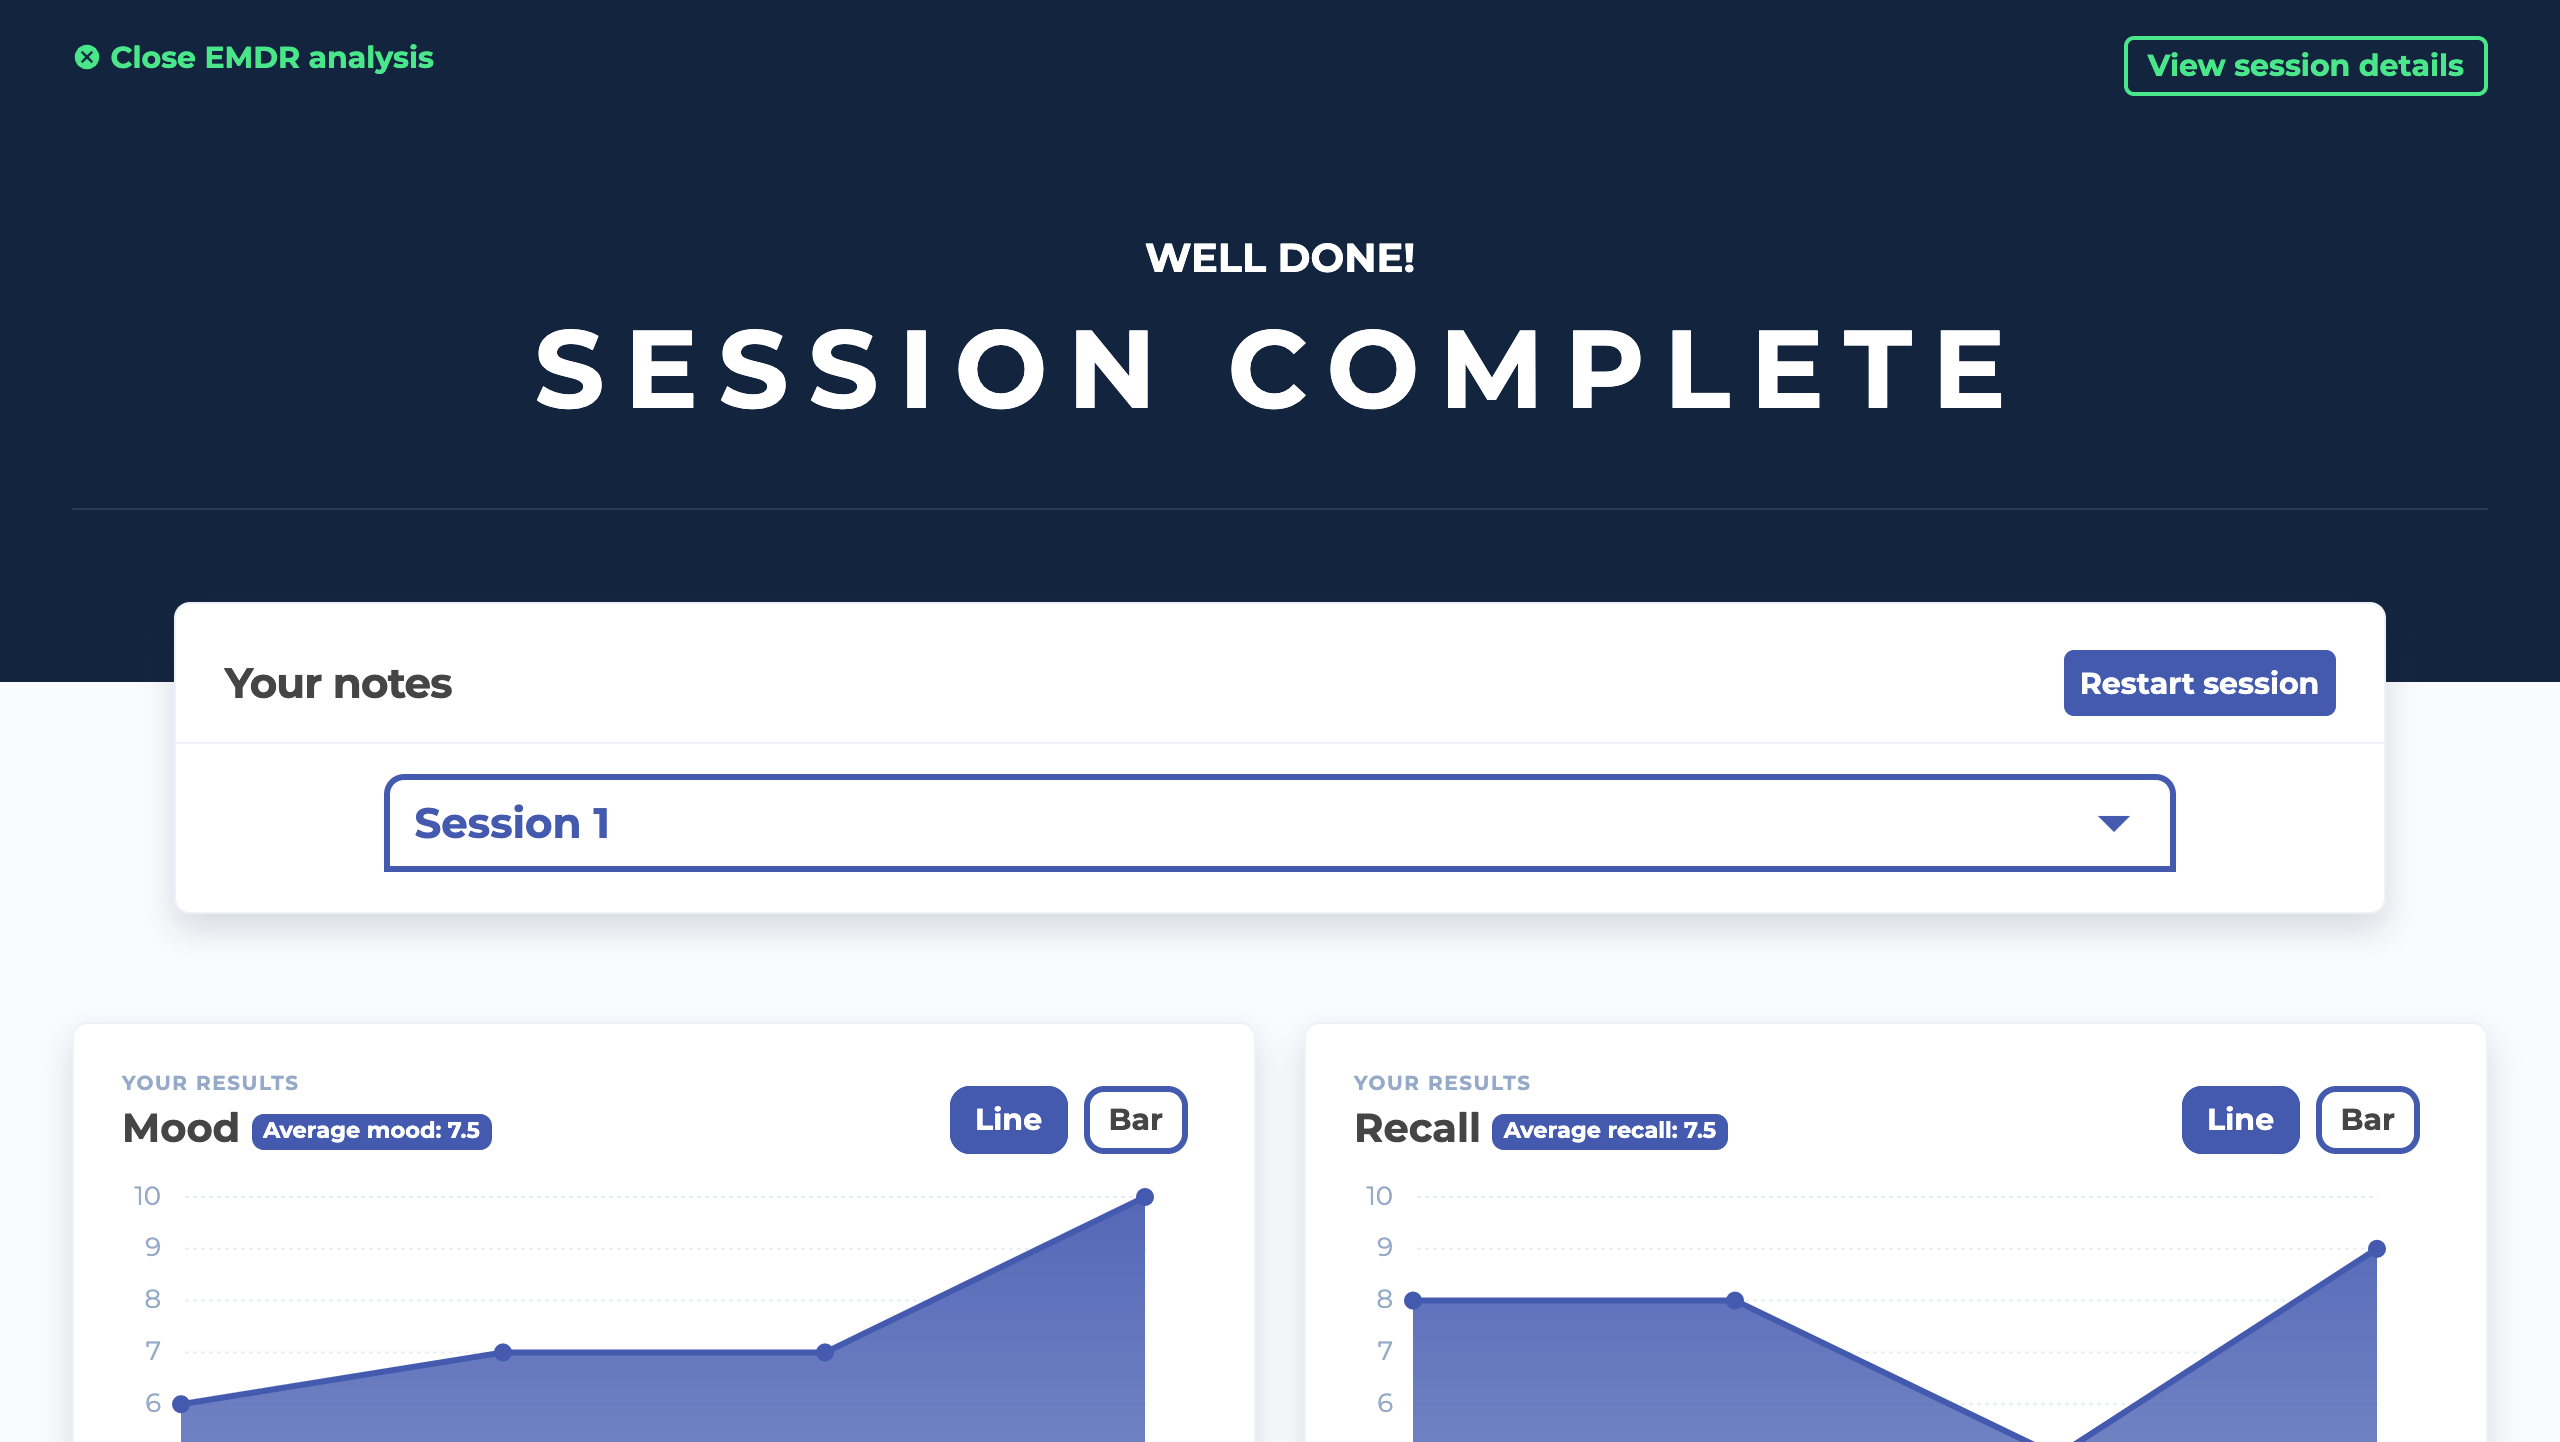 Close EMDR analysis
View session details
WELL DONE!
SESSION COMPLETE
Your notes
Restart session
Session 1
YOUR RESULTS
Mood
Average mood: 7.5
Line
Bar
10
9
8
7
6
YOUR RESULTS
Recall
Average recall: 7.5
Line
Bar
10
9
8
7
6